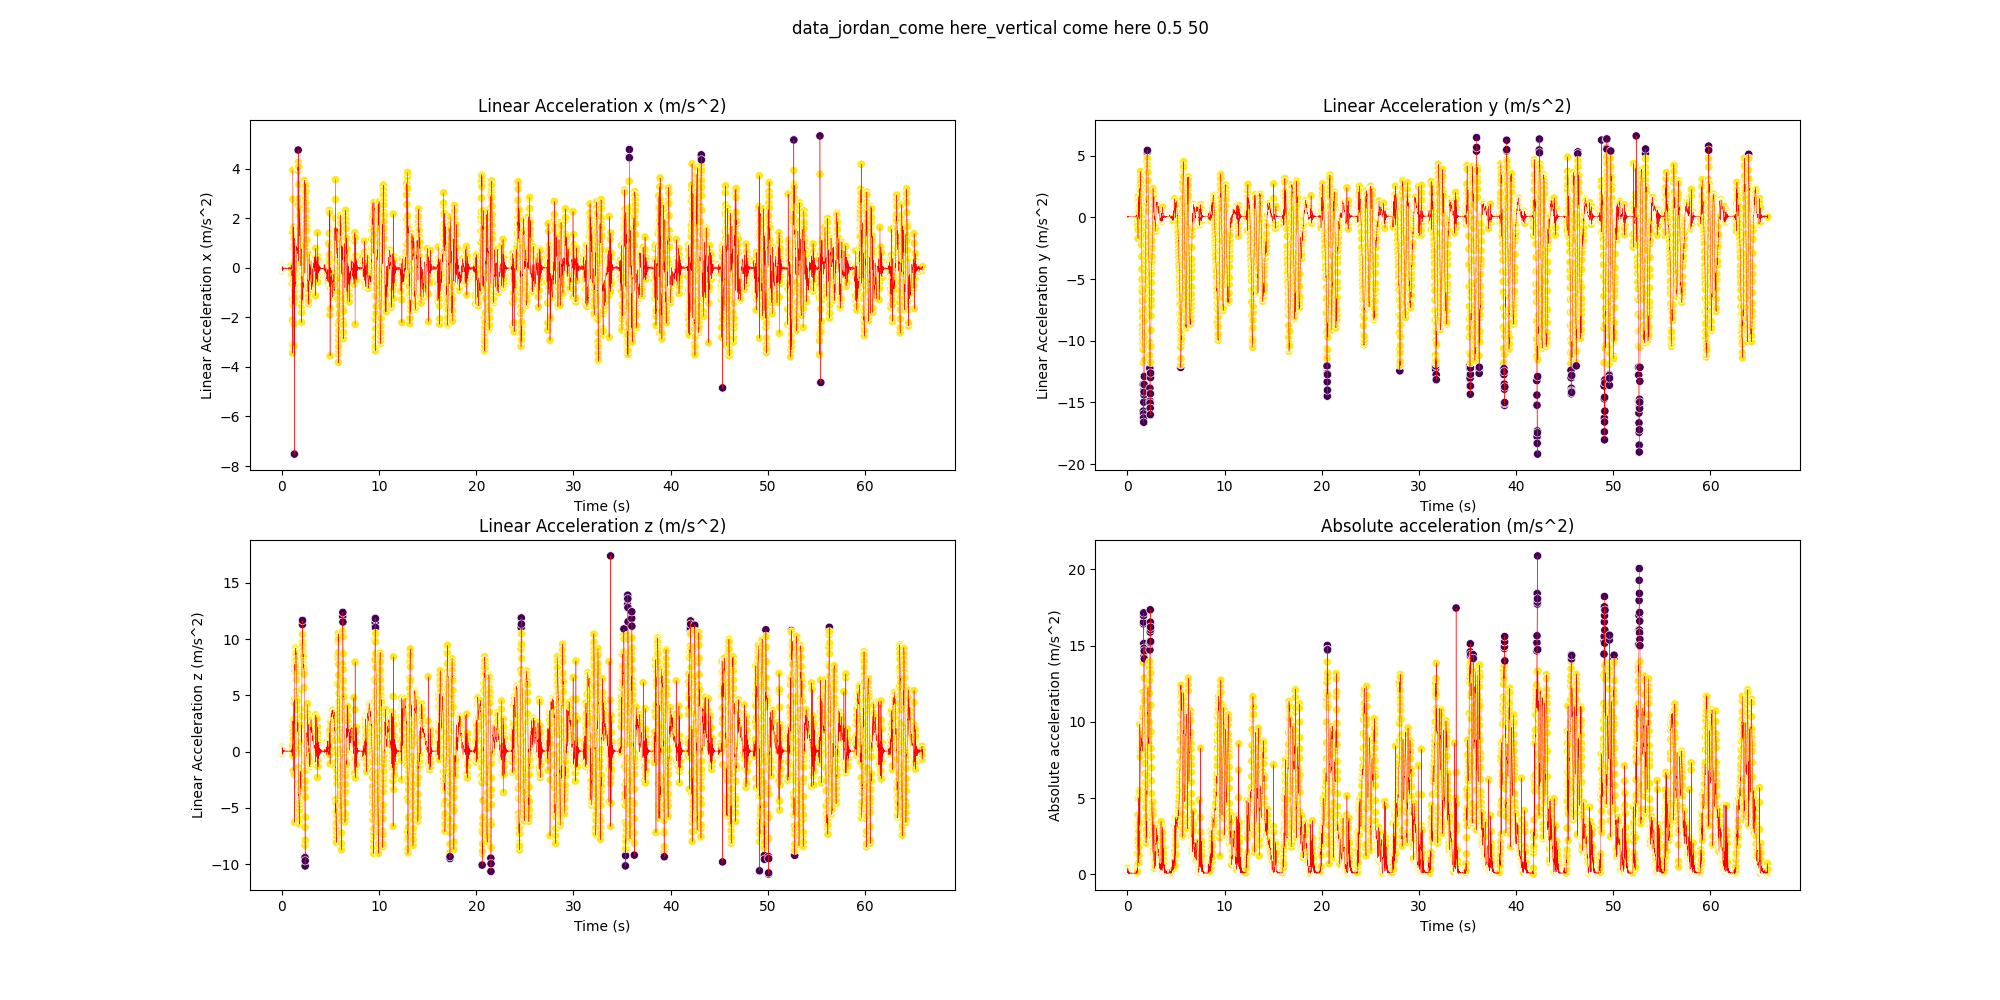 data_jordan_come here_vertical come here 0.5 50
Linear Acceleration x (m/s^2)
Linear Acceleration x (m/s^2)
4
2
0
−2
−4
−6
−8
0 10 20 30 40 50 60
Time (s)
Linear Acceleration y (m/s^2)
Linear Acceleration y (m/s^2)
5
0
−5
−10
−15
−20
0 10 20 30 40 50 60
Time (s)
Linear Acceleration z (m/s^2)
Linear Acceleration z (m/s^2)
15
10
5
0
−5
−10
0 10 20 30 40 50 60
Time (s)
Absolute acceleration (m/s^2)
Absolute acceleration (m/s^2)
20
15
10
5
0
0 10 20 30 40 50 60
Time (s)